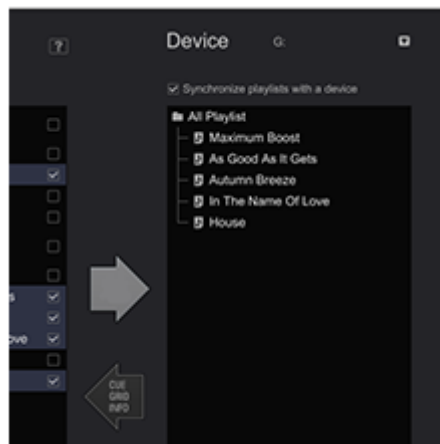 ?
Device G:
Synchronize playlists with a device
All Playlist
Maximum Boost
As Good As It Gets
Autumn Breeze
In The Name Of Love
House
s
ove
CUE
GRID
INFO